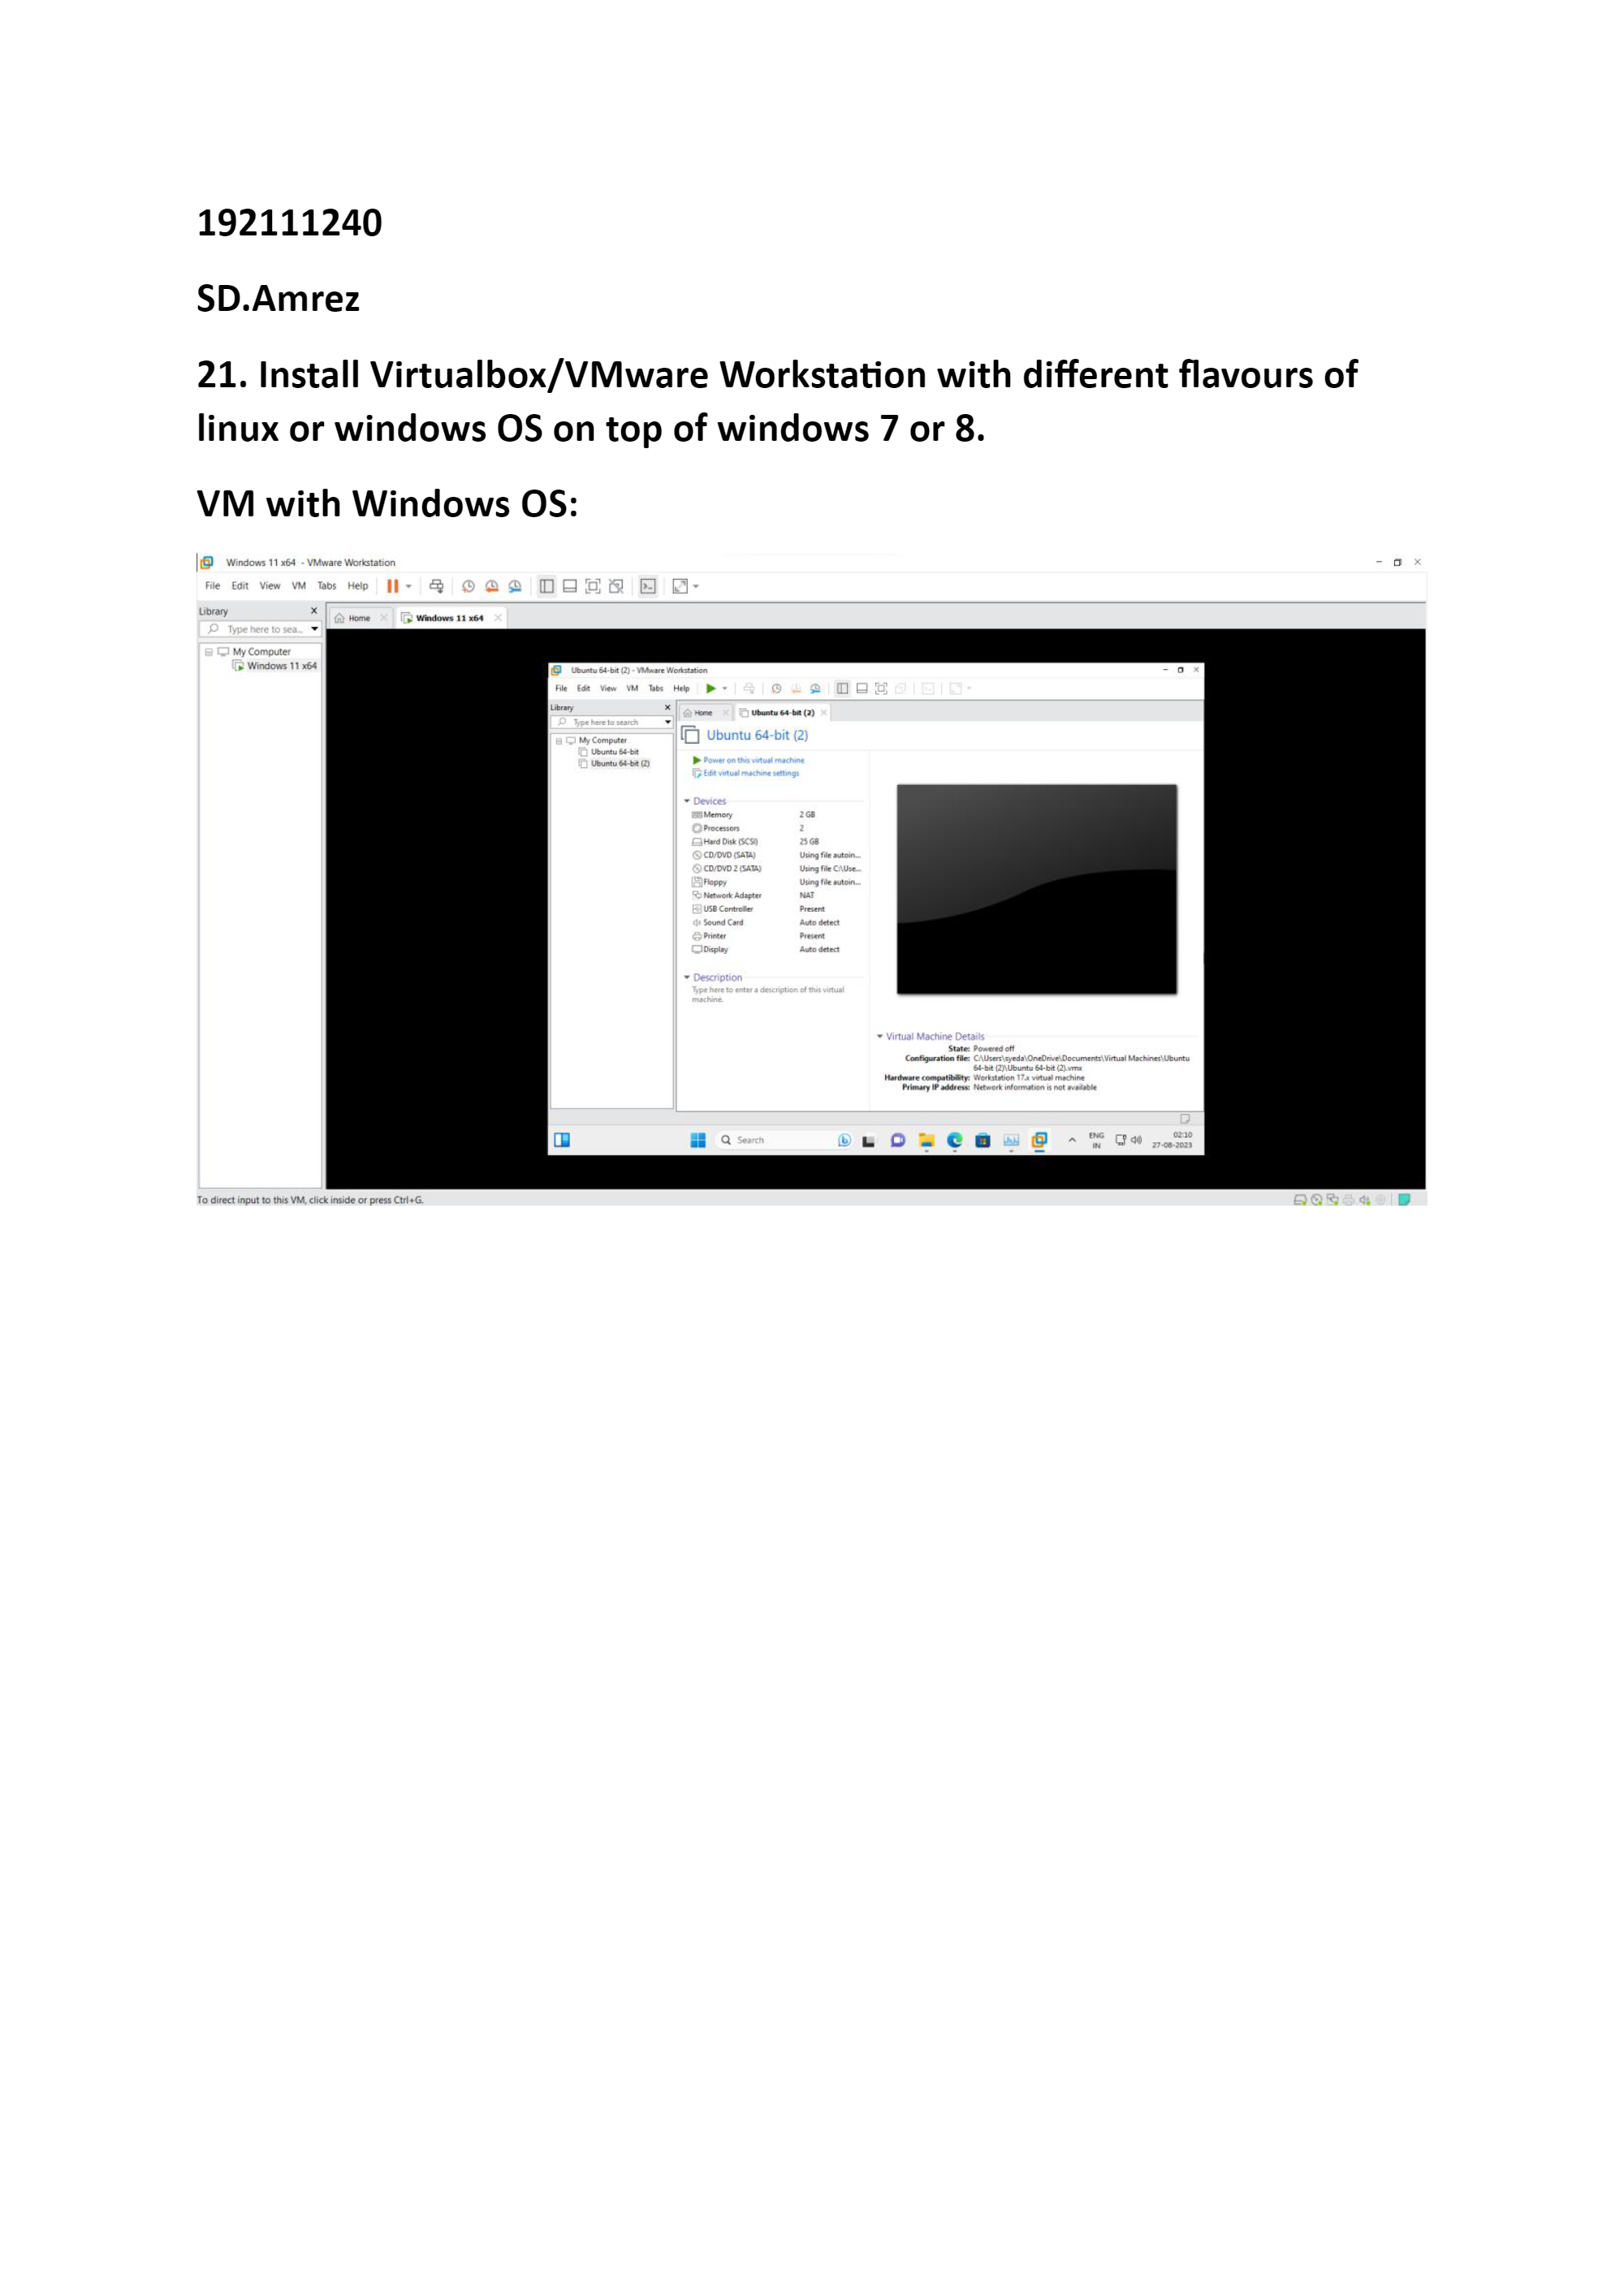 192111240
SD.Amrez
21. Install Virtualbox/VMware Workstation with different flavours of
linux or windows OS on top of windows 7 or 8.
VM with Windows OS:
Windows 11 x64 - VMware Workstation
File Edit View VM Tabs Help
Library
Type here to sea...
My Computer
Windows 11 x64
Home
Windows 11 x64
Ubuntu 64-bit (2) - VMware Workstation
File Edit View VM Tabs Help
Library
Type here to search
My Computer
Ubuntu 64-bit
Ubuntu 64-bit (2)
Home
Ubuntu 64-bit (2)
Ubuntu 64-bit (2)
Power on this virtual machine
Edit virtual machine settings
Devices
Memory 2 GB
Processors 2
Hard Disk (SCSI) 25 GB
CD/DVD (SATA) Using file autoin...
CD/DVD 2 (SATA) Using file C:\Use...
Floppy Using file autoin...
Network Adapter NAT
USB Controller Present
Sound Card Auto detect
Printer Present
Display Auto detect
Description
Type here to enter a description of this virtual
machine.
Virtual Machine Details
State: Powered off
Configuration file: C:\Users\syeda\OneDrive\Documents\Virtual Machines\Ubuntu
64-bit (2)\Ubuntu 64-bit (2).vmx
Hardware compatibility: Workstation 17.x virtual machine
Primary IP address: Network information is not available
Search
ENG
IN
02:10
27-08-2023
To direct input to this VM, click inside or press Ctrl+G.